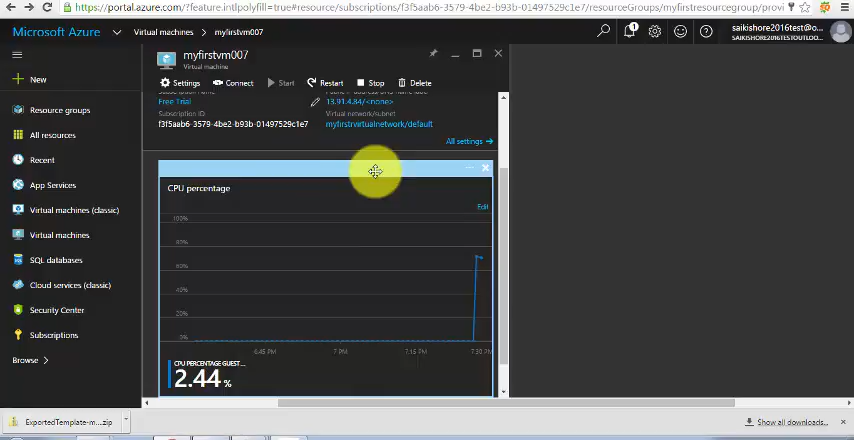 https://portal.azure.com/?feature.intlpolyfill=true#resource/subscriptions/f3f5aab6-3579-4be2-b93b-01497529c1e7/resourceGroups/myfirstresourcegroup/provi
Microsoft Azure
Virtual machines > myfirstvm007
saikishore2016test@o...
SAIKISHORE2016TESTOUTLOO...
myfirstvm007
Virtual machine
New
Settings Connect Start Restart Stop Delete
Free Trial
13.91.4.84/<none>
Subscription ID
Virtual network/subnet
f3f5aab6-3579-4be2-b93b-01497529c1e7
myfirstrvirtualnetwork/default
All settings
Resource groups
All resources
Recent
App Services
Virtual machines (classic)
Virtual machines
SQL databases
Cloud services (classic)
Security Center
Subscriptions
Browse
CPU percentage
Edit
100%
80%
60%
40%
20%
0%
6:45 PM 7 PM 7:15 PM 7:30 PM
CPU PERCENTAGE GUEST ...
2.44 %
ExportedTemplate-m....zip
Show all downloads...